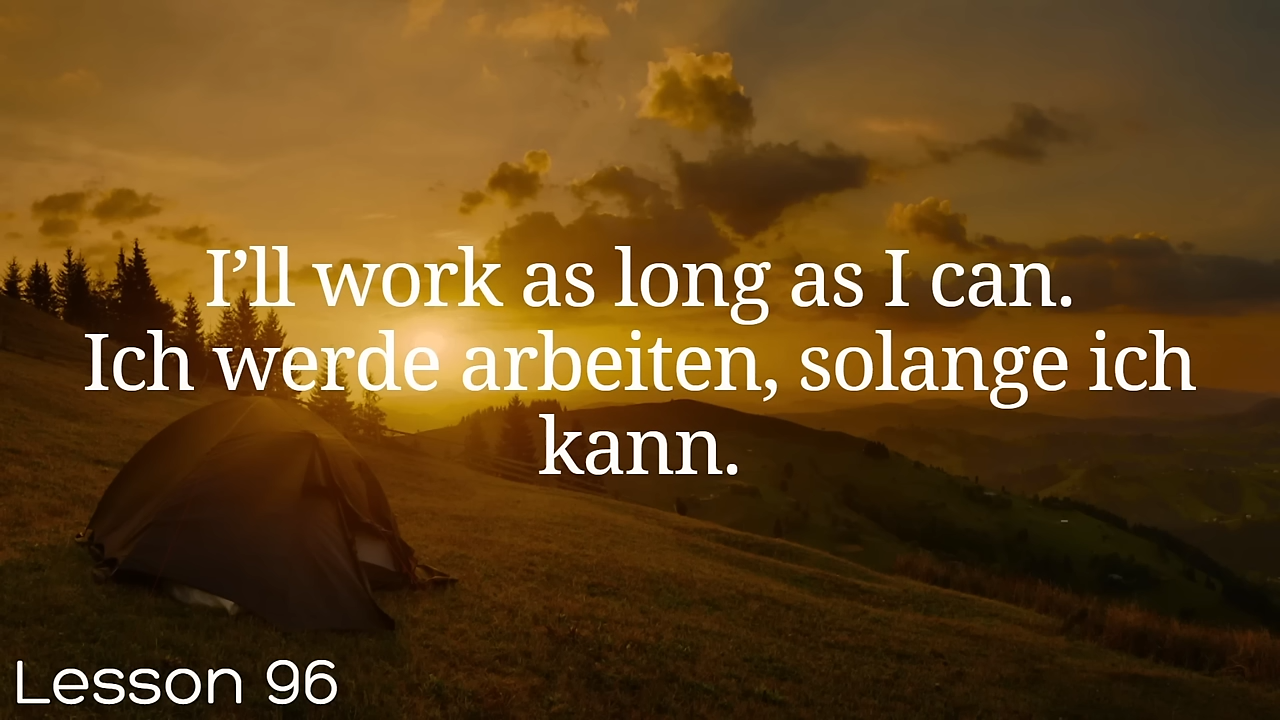 I’ll work as long as I can.
Ich werde arbeiten, solange ich
kann.
Lesson 96